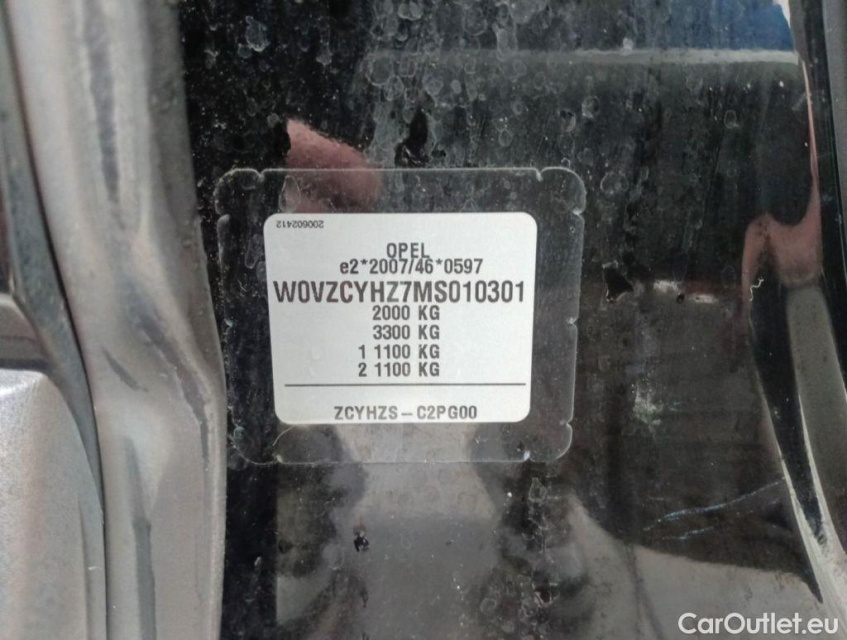 200602412
OPEL
e2*2007/46*0597
W0VZCYHZ7MS010301
2000 KG
3300 KG
1 1100 KG
2 1100 KG
ZCYHZS-C2PG00
CarOutlet.eu